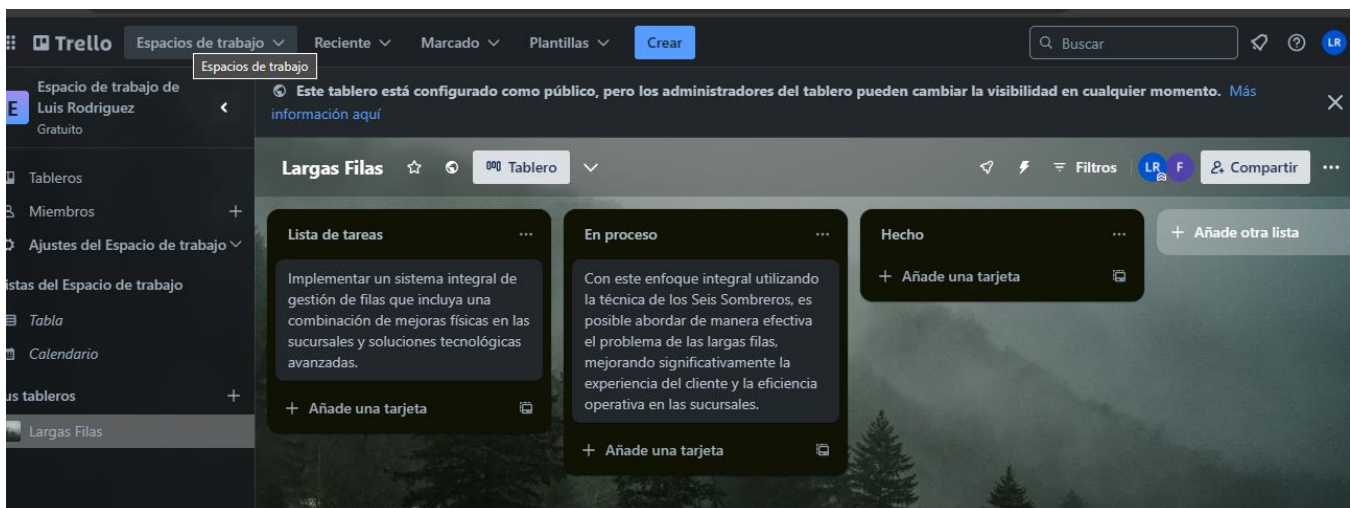 Trello
Espacios de trabajo
Reciente
Marcado
Plantillas
Crear
Buscar
LR
Espacios de trabajo
E
Espacio de trabajo de
Luis Rodriguez
Gratuito
Este tablero está configurado como público, pero los administradores del tablero pueden cambiar la visibilidad en cualquier momento. Más
información aquí
Tableros
Miembros
Ajustes del Espacio de trabajo
istas del Espacio de trabajo
Tabla
Calendario
us tableros
Largas Filas
Largas Filas
Tablero
Filtros
LR
F
Compartir
Lista de tareas
Implementar un sistema integral de
gestión de filas que incluya una
combinación de mejoras físicas en las
sucursales y soluciones tecnológicas
avanzadas.
+ Añade una tarjeta
En proceso
Con este enfoque integral utilizando
la técnica de los Seis Sombreros, es
posible abordar de manera efectiva
el problema de las largas filas,
mejorando significativamente la
experiencia del cliente y la eficiencia
operativa en las sucursales.
+ Añade una tarjeta
Hecho
+ Añade una tarjeta
+ Añade otra lista